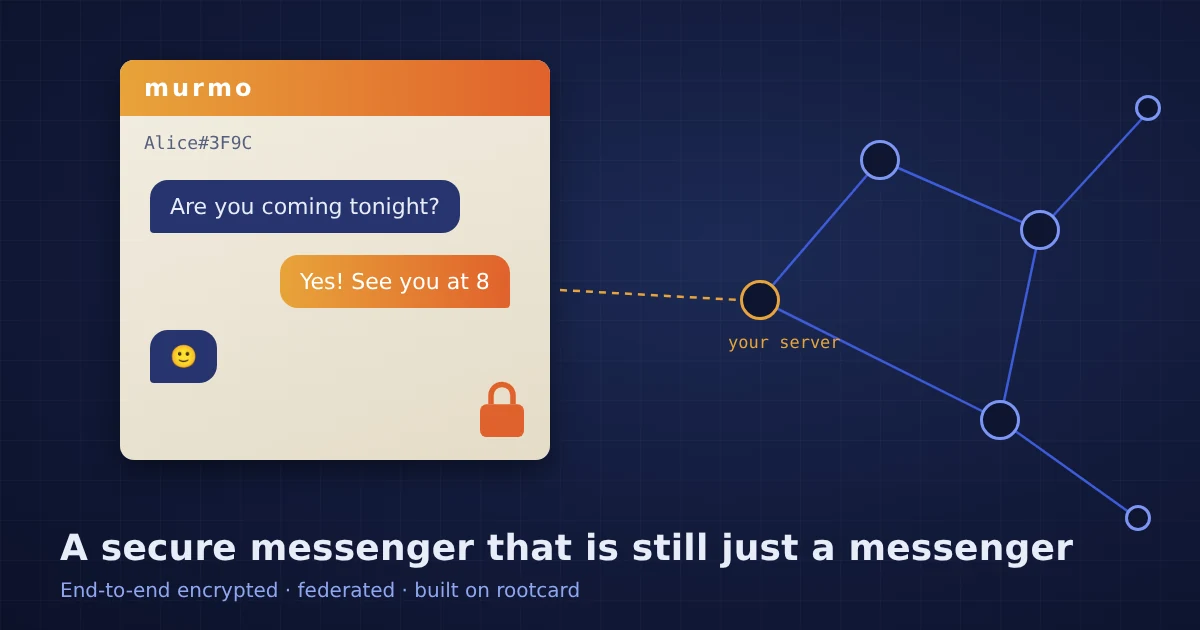 murmo
Alice#3F9C
Are you coming tonight?
Yes! See you at 8
🙂
your server
A secure messenger that is still just a messenger
End-to-end encrypted · federated · built on rootcard